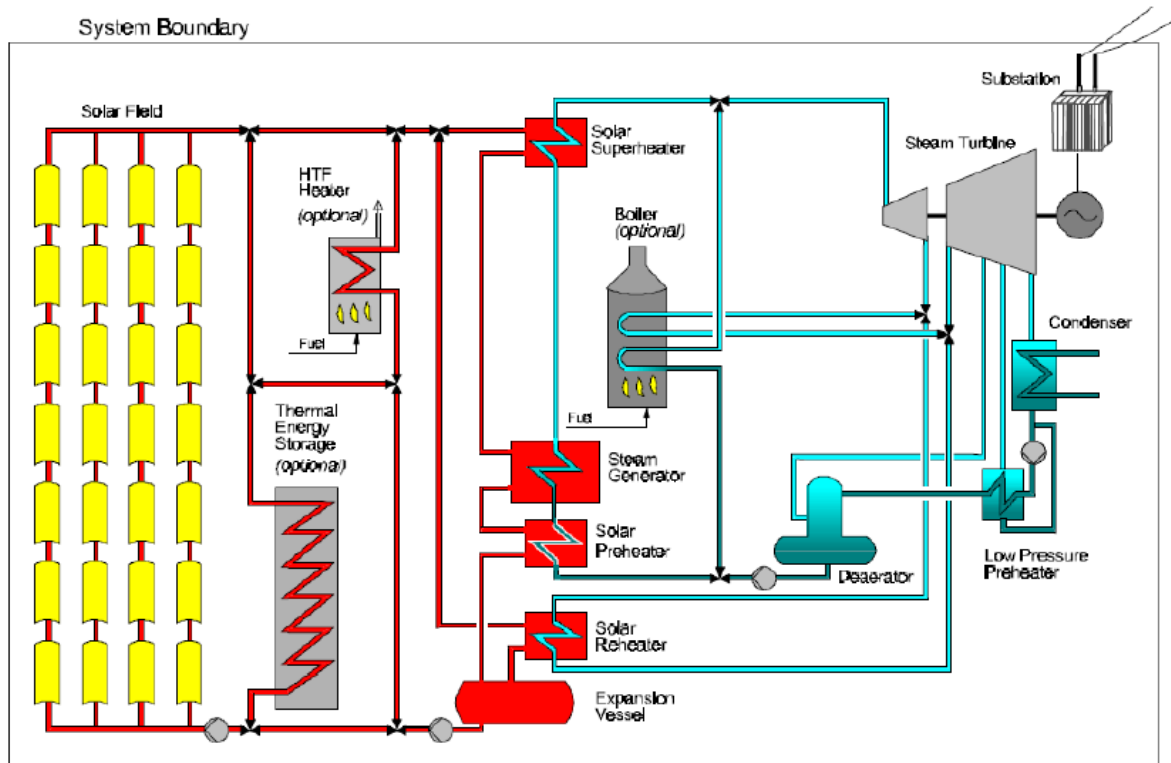 System Boundary
Solar Field
HTF
Heater
(optional)
Fuel
Thermal
Energy
Storage
(optional)
Solar
Superheater
Boiler
(optional)
Fuel
Steam
Generator
Solar
Preheater
Solar
Reheater
Expansion
Vessel
Substation
Steam Turbine
Condenser
Low Pressure
Preheater
Deaerator